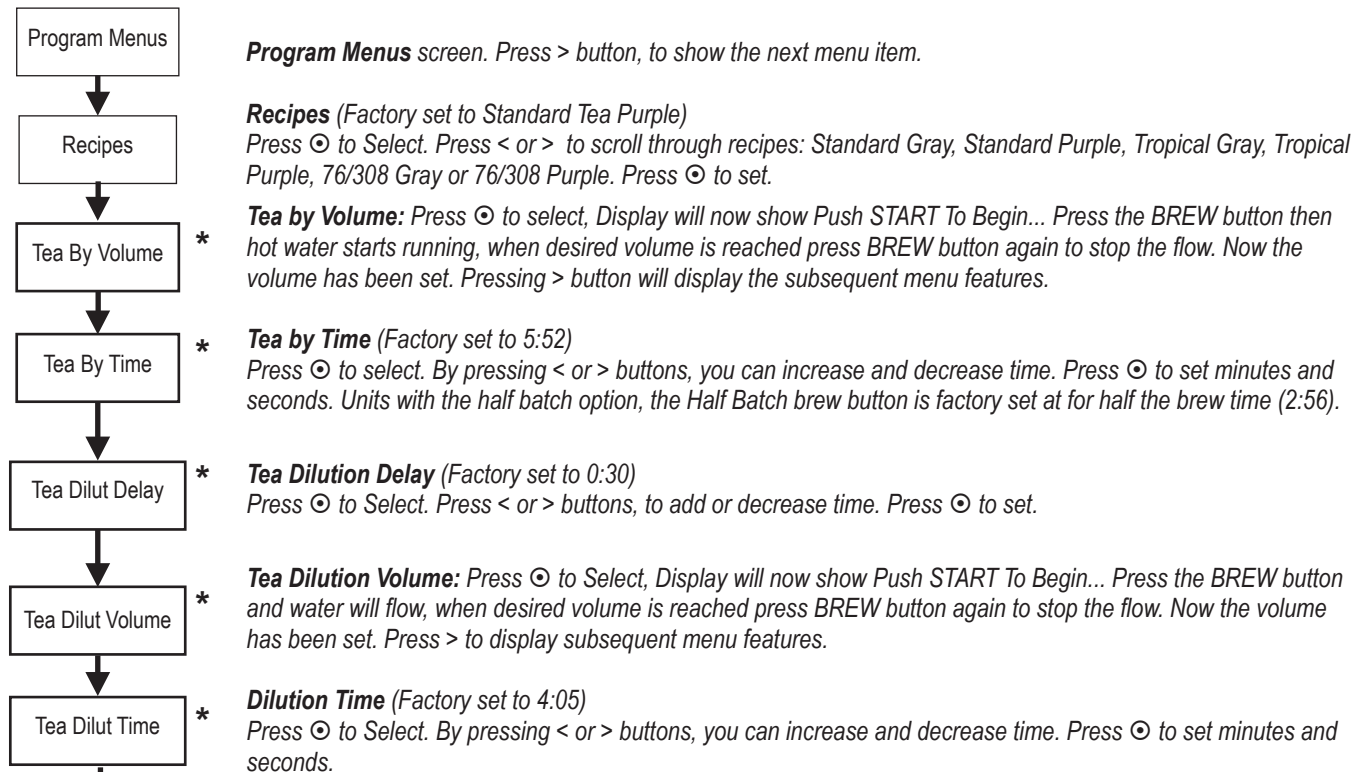 Program Menus
Program Menus screen. Press > button, to show the next menu item.
Recipes
Recipes (Factory set to Standard Tea Purple)
Press ⊙ to Select. Press < or > to scroll through recipes: Standard Gray, Standard Purple, Tropical Gray, Tropical
Purple, 76/308 Gray or 76/308 Purple. Press ⊙ to set.
Tea By Volume
*
Tea by Volume: Press ⊙ to select, Display will now show Push START To Begin... Press the BREW button then
hot water starts running, when desired volume is reached press BREW button again to stop the flow. Now the
volume has been set. Pressing > button will display the subsequent menu features.
Tea By Time
*
Tea by Time (Factory set to 5:52)
Press ⊙ to select. By pressing < or > buttons, you can increase and decrease time. Press ⊙ to set minutes and
seconds. Units with the half batch option, the Half Batch brew button is factory set at for half the brew time (2:56).
Tea Dilut Delay
*
Tea Dilution Delay (Factory set to 0:30)
Press ⊙ to Select. Press < or > buttons, to add or decrease time. Press ⊙ to set.
Tea Dilut Volume
*
Tea Dilution Volume: Press ⊙ to Select, Display will now show Push START To Begin... Press the BREW button
and water will flow, when desired volume is reached press BREW button again to stop the flow. Now the volume
has been set. Press > to display subsequent menu features.
Tea Dilut Time
*
Dilution Time (Factory set to 4:05)
Press ⊙ to Select. By pressing < or > buttons, you can increase and decrease time. Press ⊙ to set minutes and
seconds.